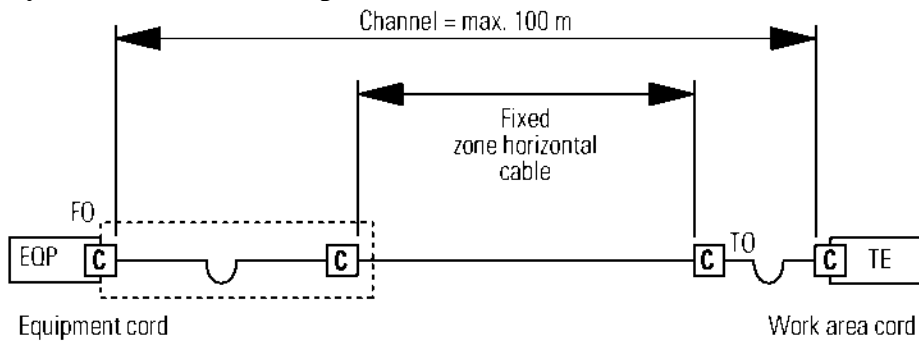 Channel = max. 100 m
Fixed
zone horizontal
cable
FO
EQP
C
C
C
TO
C
TE
Equipment cord
Work area cord